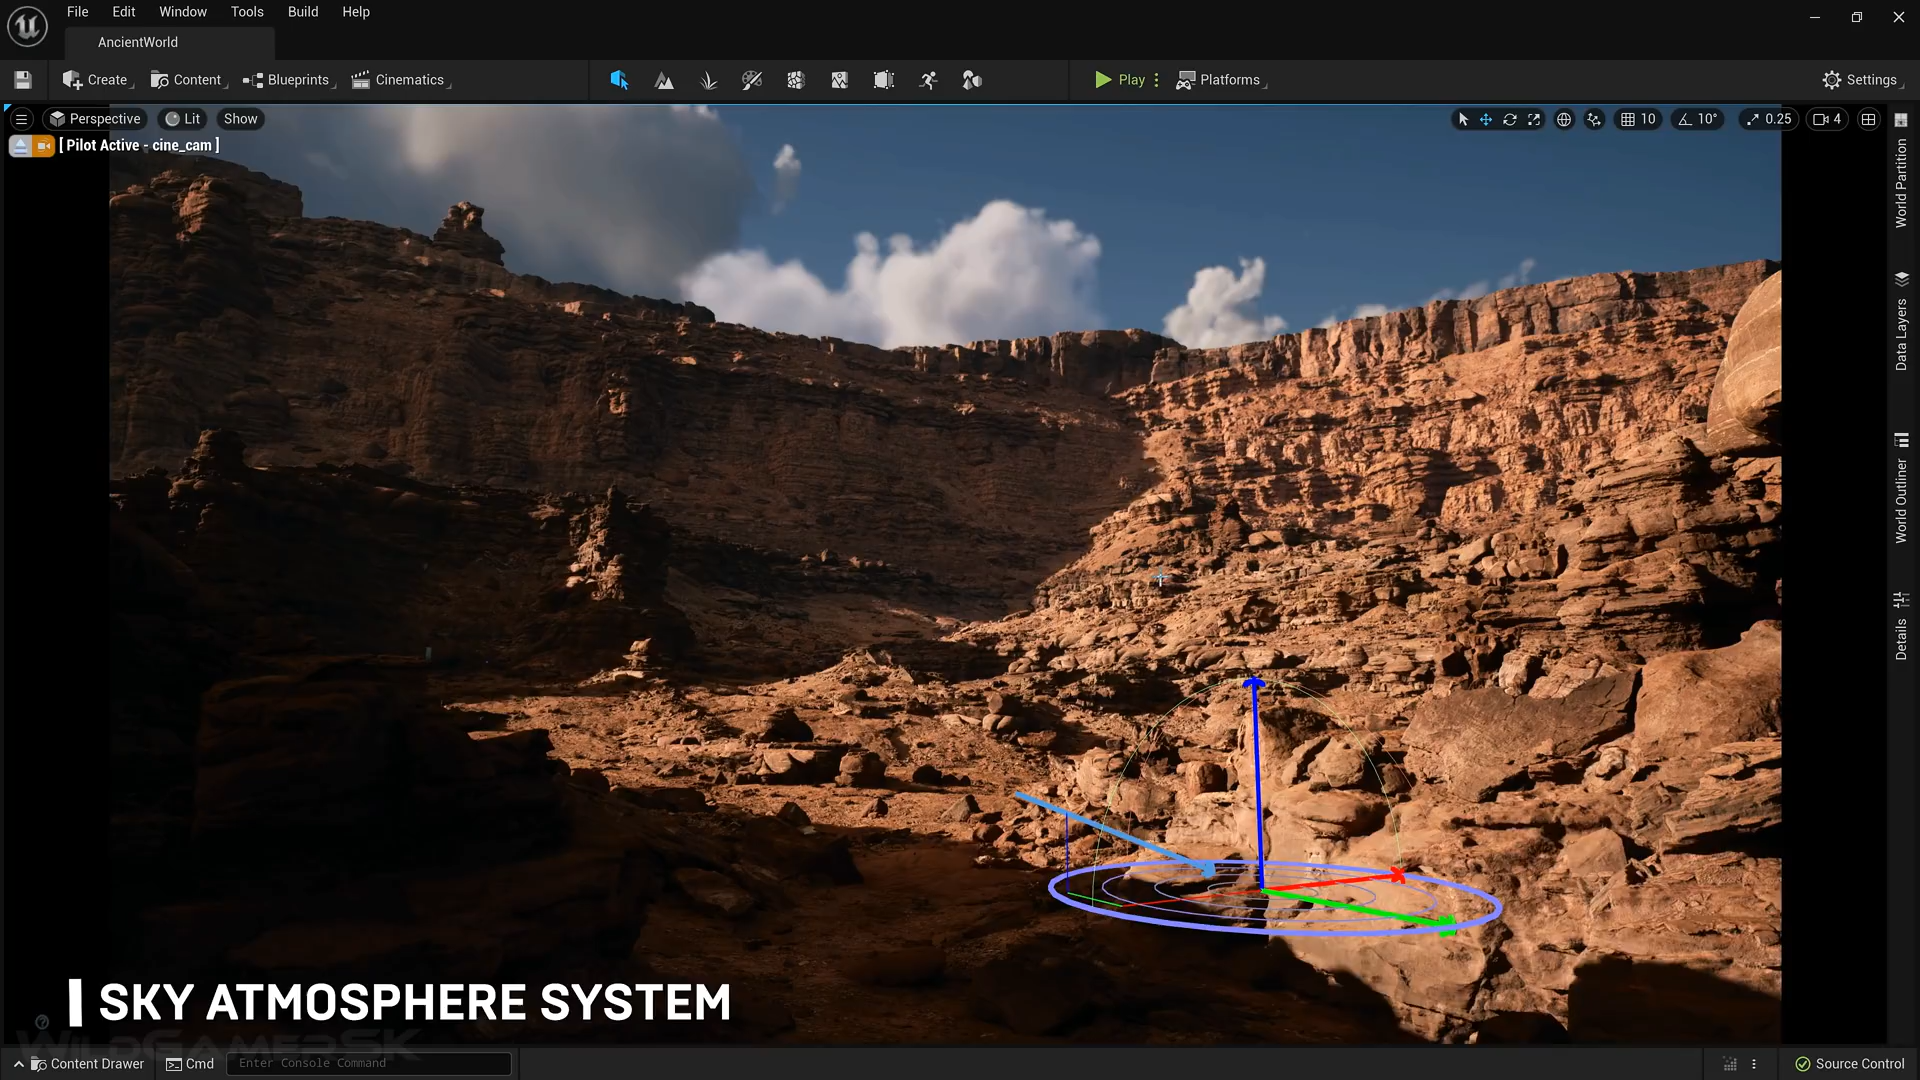 File Edit Window Tools Build Help
AncientWorld
Create Content Blueprints Cinematics Play Platforms Settings
Perspective Lit Show 10 10° 0.25 4
[ Pilot Active - cine_cam ]
World Partition
Data Layers
World Outliner
Details
SKY ATMOSPHERE SYSTEM
WildGamerSK
Content Drawer Cmd Enter Console Command Source Control